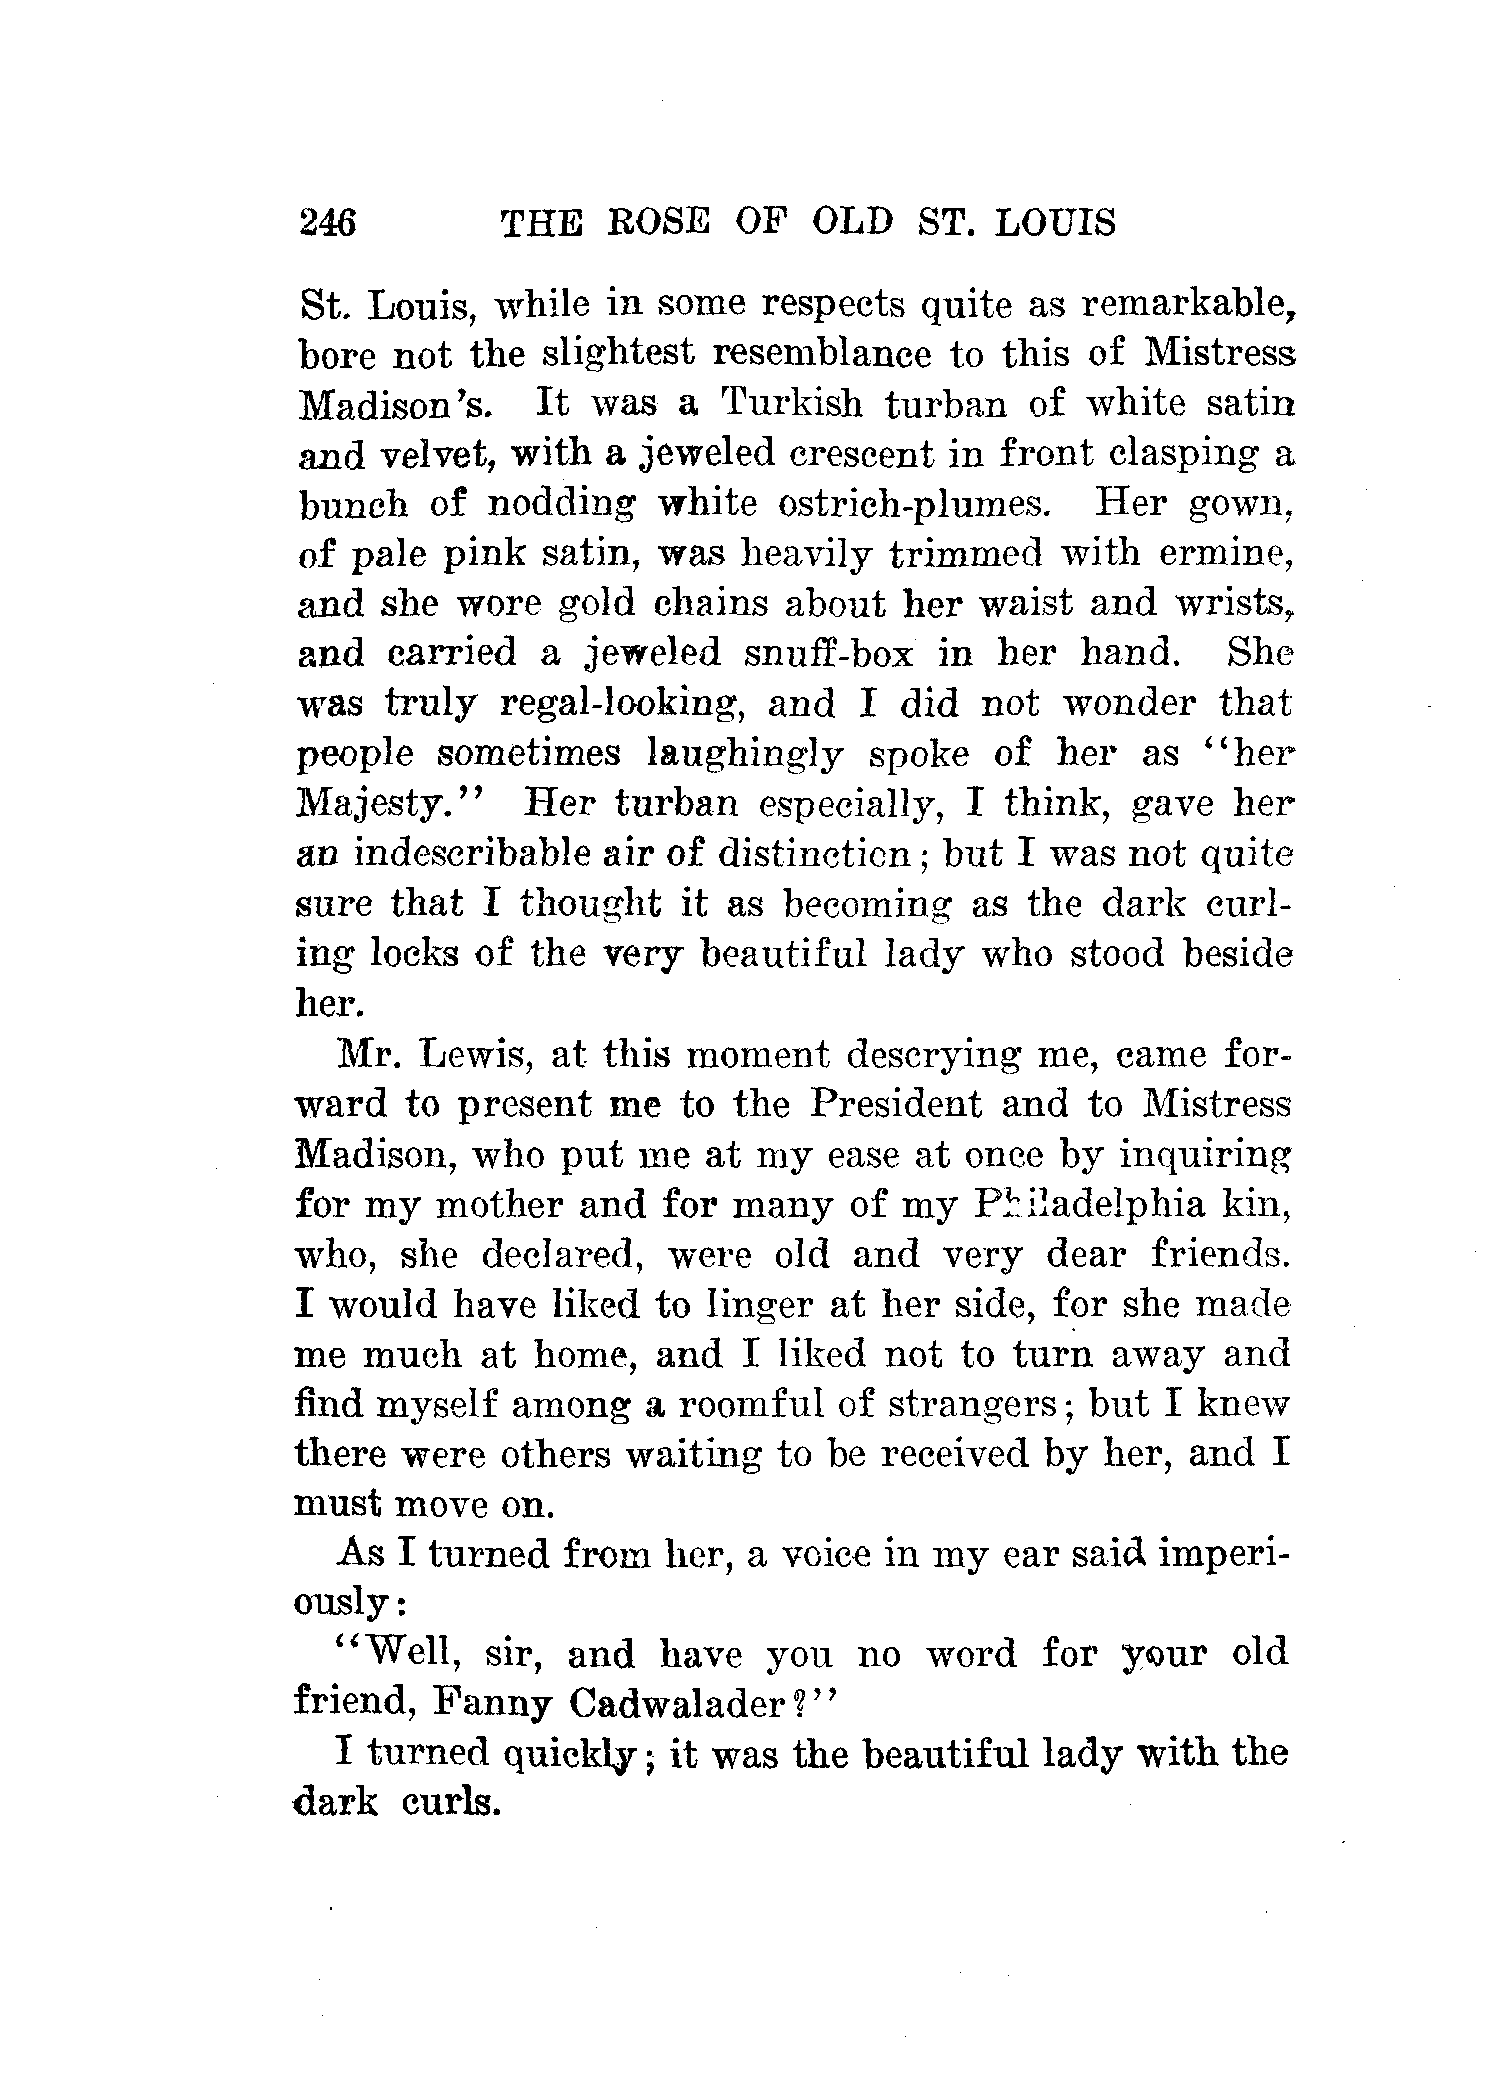 246 THE ROSE OF OLD ST. LOUIS
St. Louis, while in some respects quite as remarkable,
bore not the slightest resemblance to this of Mistress
Madison's. It was a Turkish turban of white satin
and velvet, with a jeweled crescent in front clasping a
bunch of nodding white ostrich-plumes. Her gown,
of pale pink satin, was heavily trimmed with ermine,
and she wore gold chains about her waist and wrists,
and carried a jeweled snuff-box in her hand. She
was truly regal-looking, and I did not wonder that
people sometimes laughingly spoke of her as "her
Majesty." Her turban especially, I think, gave her
an indescribable air of distinction; but I was not quite
sure that I thought it as becoming as the dark curl-
ing locks of the very beautiful lady who stood beside
her.
Mr. Lewis, at this moment descrying me, came for-
ward to present me to the President and to Mistress
Madison, who put me at my ease at once by inquiring
for my mother and for many of my Philadelphia kin,
who, she declared, were old and very dear friends.
I would have liked to linger at her side, for she made
me much at home, and I liked not to turn away and
find myself among a roomful of strangers; but I knew
there were others waiting to be received by her, and I
must move on.
As I turned from her, a voice in my ear said imperi-
ously:
"Well, sir, and have you no word for your old
friend, Fanny Cadwalader?"
I turned quickly; it was the beautiful lady with the
dark curls.